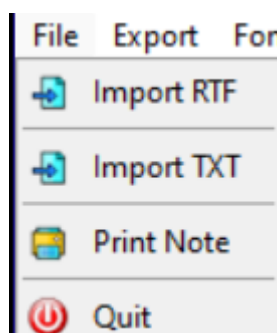 File Export For
Import RTF
Import TXT
Print Note
Quit